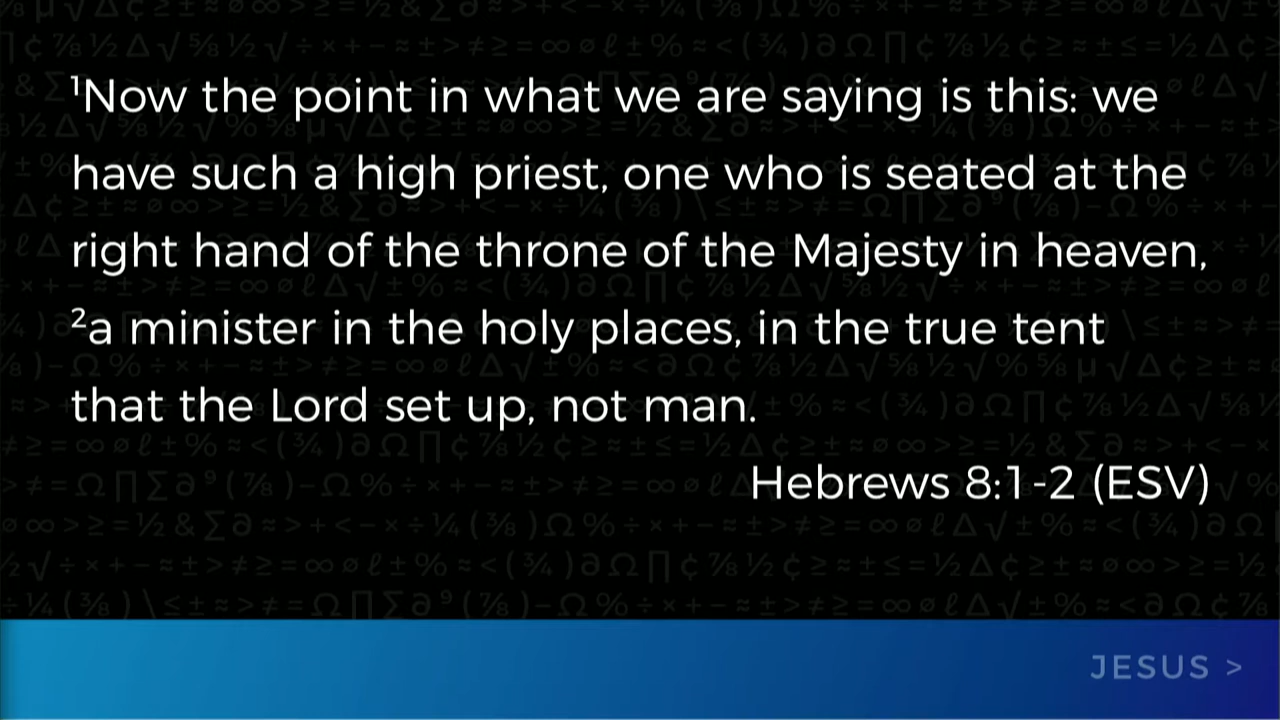 ¹Now the point in what we are saying is this: we
have such a high priest, one who is seated at the
right hand of the throne of the Majesty in heaven,
²a minister in the holy places, in the true tent
that the Lord set up, not man.
Hebrews 8:1-2 (ESV)
JESUS >